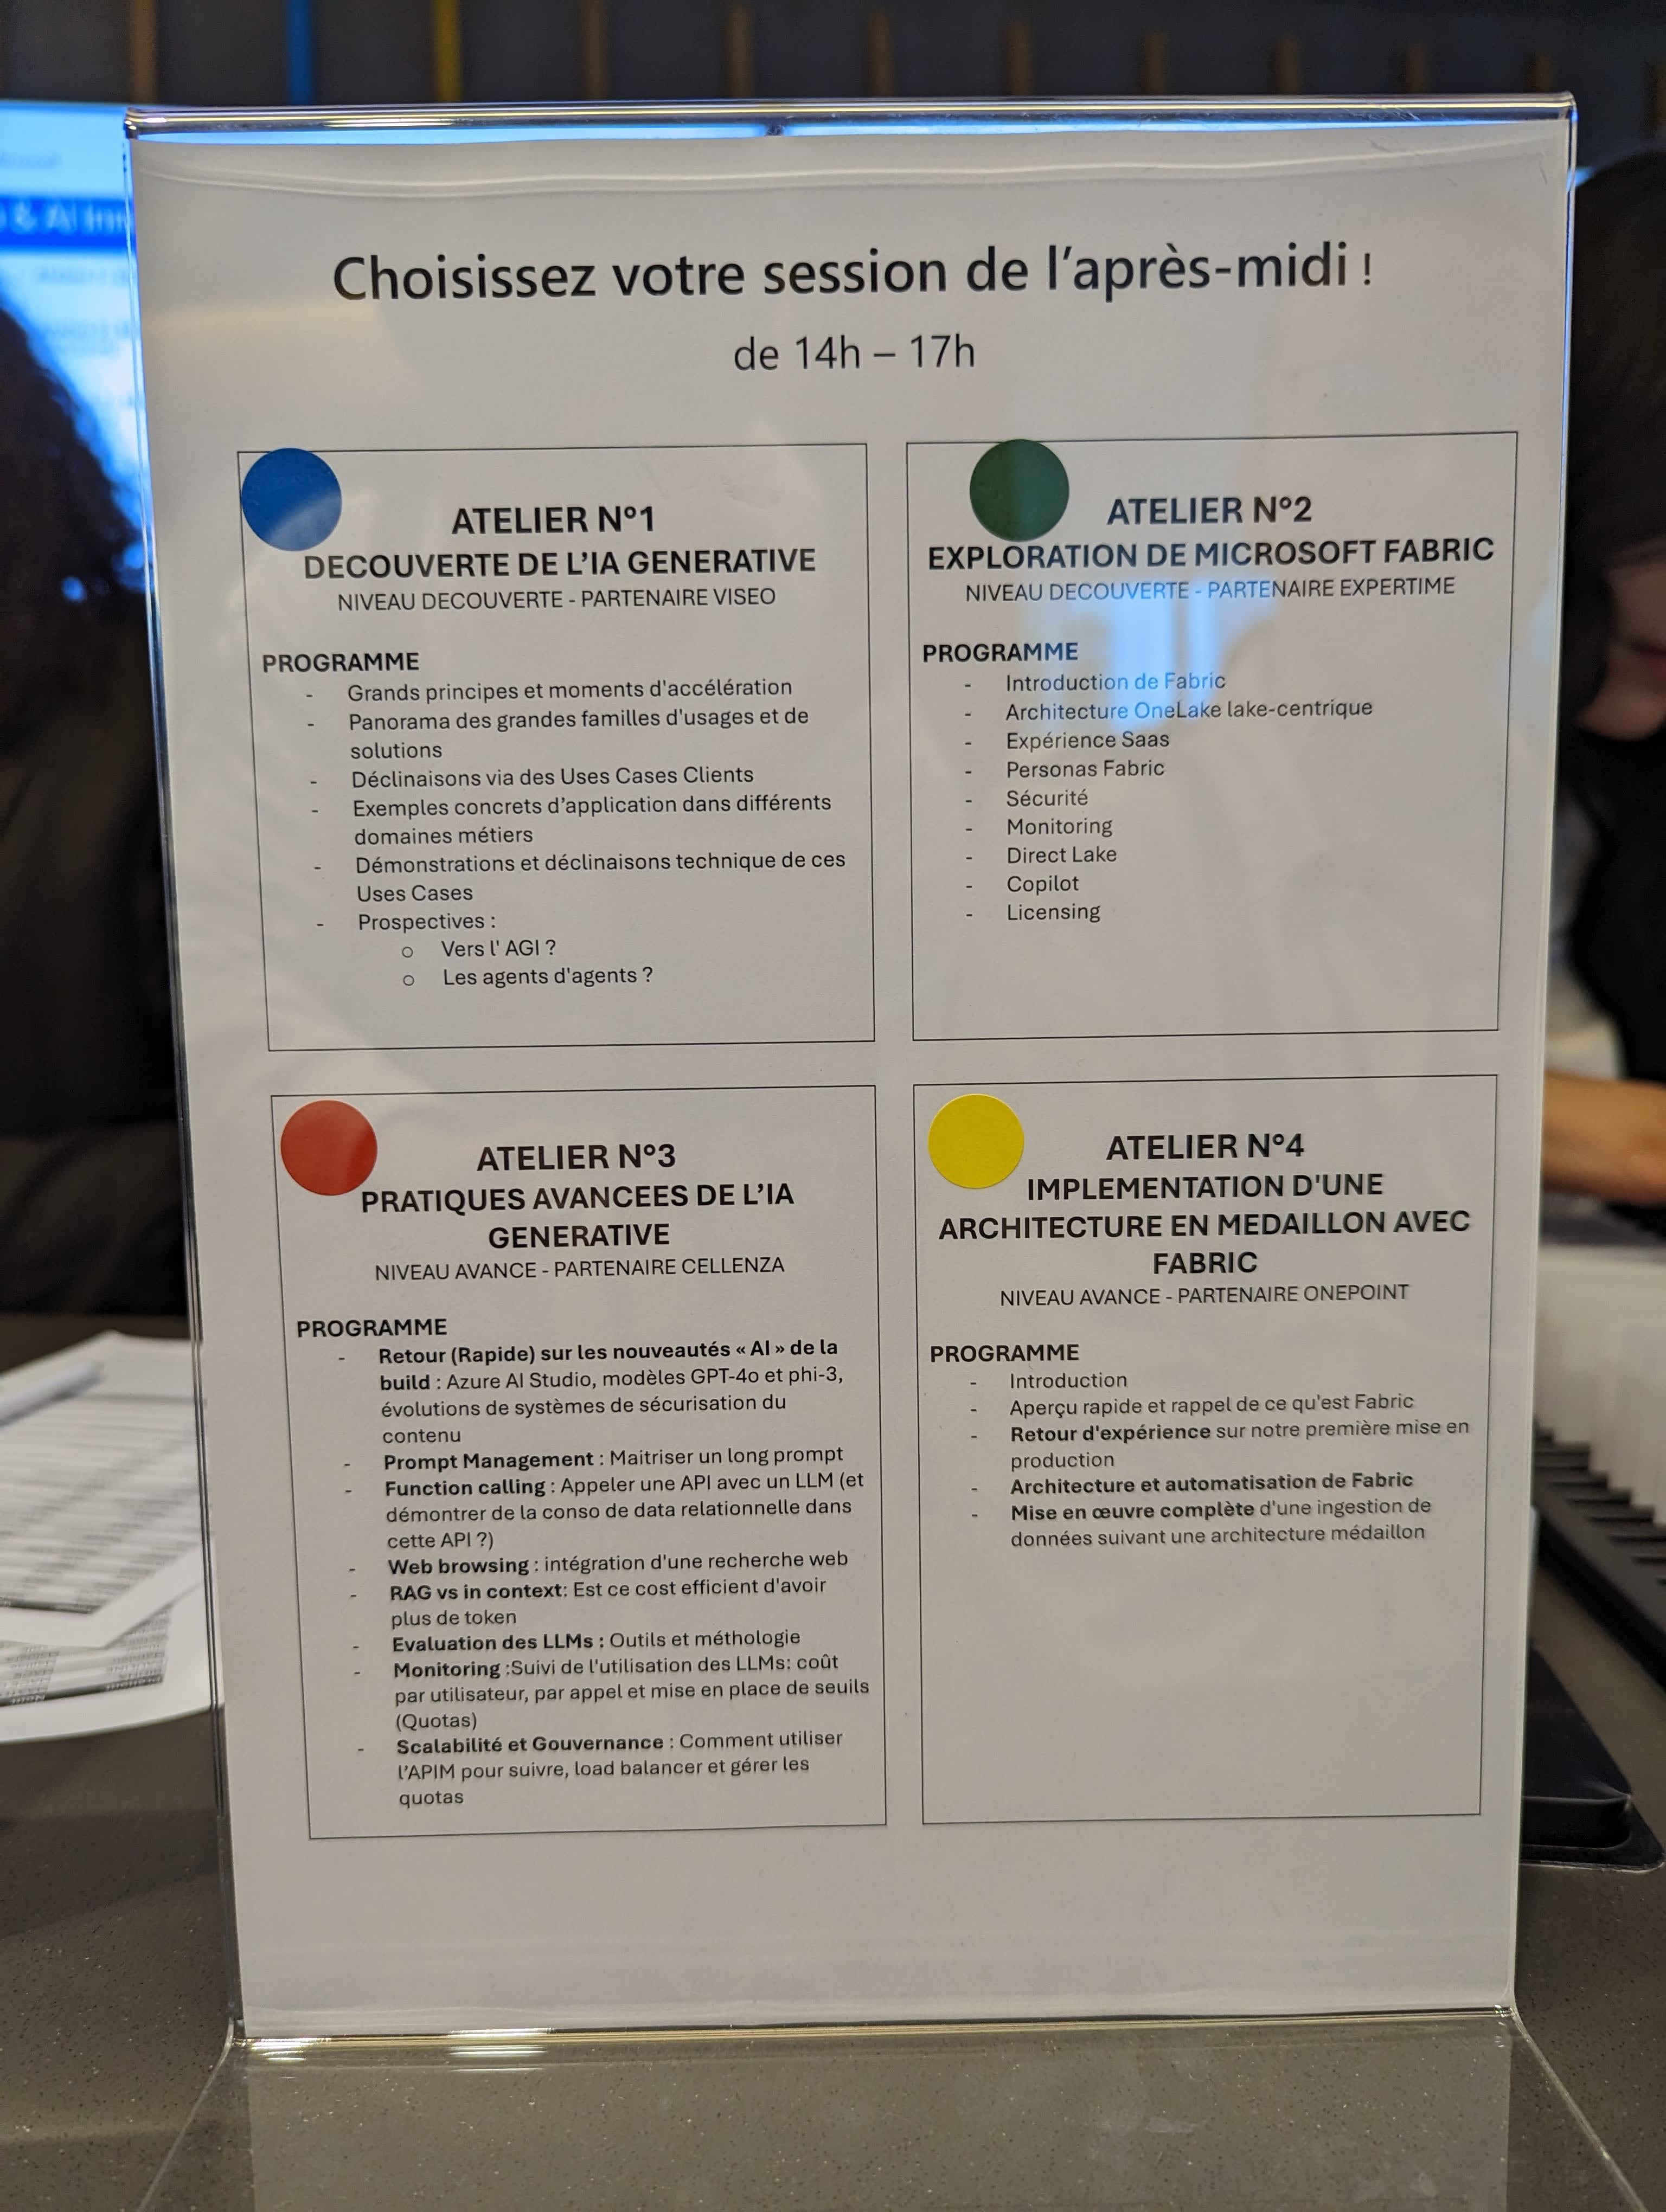 & AI Inn
Choisissez votre session de l'après-midi !
de 14h – 17h
ATELIER N°1
DECOUVERTE DE L'IA GENERATIVE
NIVEAU DECOUVERTE - PARTENAIRE VISEO
PROGRAMME
- Grands principes et moments d'accélération
- Panorama des grandes familles d'usages et de
solutions
- Déclinaisons via des Uses Cases Clients
- Exemples concrets d'application dans différents
domaines métiers
- Démonstrations et déclinaisons technique de ces
Uses Cases
- Prospectives :
o Vers l' AGI ?
o Les agents d'agents ?
ATELIER N°2
EXPLORATION DE MICROSOFT FABRIC
NIVEAU DECOUVERTE - PARTENAIRE EXPERTIME
PROGRAMME
- Introduction de Fabric
- Architecture OneLake lake-centrique
- Expérience Saas
- Personas Fabric
- Sécurité
- Monitoring
- Direct Lake
- Copilot
- Licensing
ATELIER N°3
PRATIQUES AVANCEES DE L'IA
GENERATIVE
NIVEAU AVANCE - PARTENAIRE CELLENZA
PROGRAMME
- Retour (Rapide) sur les nouveautés « AI » de la
build : Azure AI Studio, modèles GPT-4o et phi-3,
évolutions de systèmes de sécurisation du
contenu
- Prompt Management : Maitriser un long prompt
- Function calling : Appeler une API avec un LLM (et
démontrer de la conso de data relationnelle dans
cette API ?)
- Web browsing : intégration d'une recherche web
- RAG vs in context: Est ce cost efficient d'avoir
plus de token
- Evaluation des LLMs : Outils et méthologie
- Monitoring :Suivi de l'utilisation des LLMs: coût
par utilisateur, par appel et mise en place de seuils
(Quotas)
- Scalabilité et Gouvernance : Comment utiliser
l'APIM pour suivre, load balancer et gérer les
quotas
ATELIER N°4
IMPLEMENTATION D'UNE
ARCHITECTURE EN MEDAILLON AVEC
FABRIC
NIVEAU AVANCE - PARTENAIRE ONEPOINT
PROGRAMME
- Introduction
- Aperçu rapide et rappel de ce qu'est Fabric
- Retour d'expérience sur notre première mise en
production
- Architecture et automatisation de Fabric
- Mise en œuvre complète d'une ingestion de
données suivant une architecture médaillon